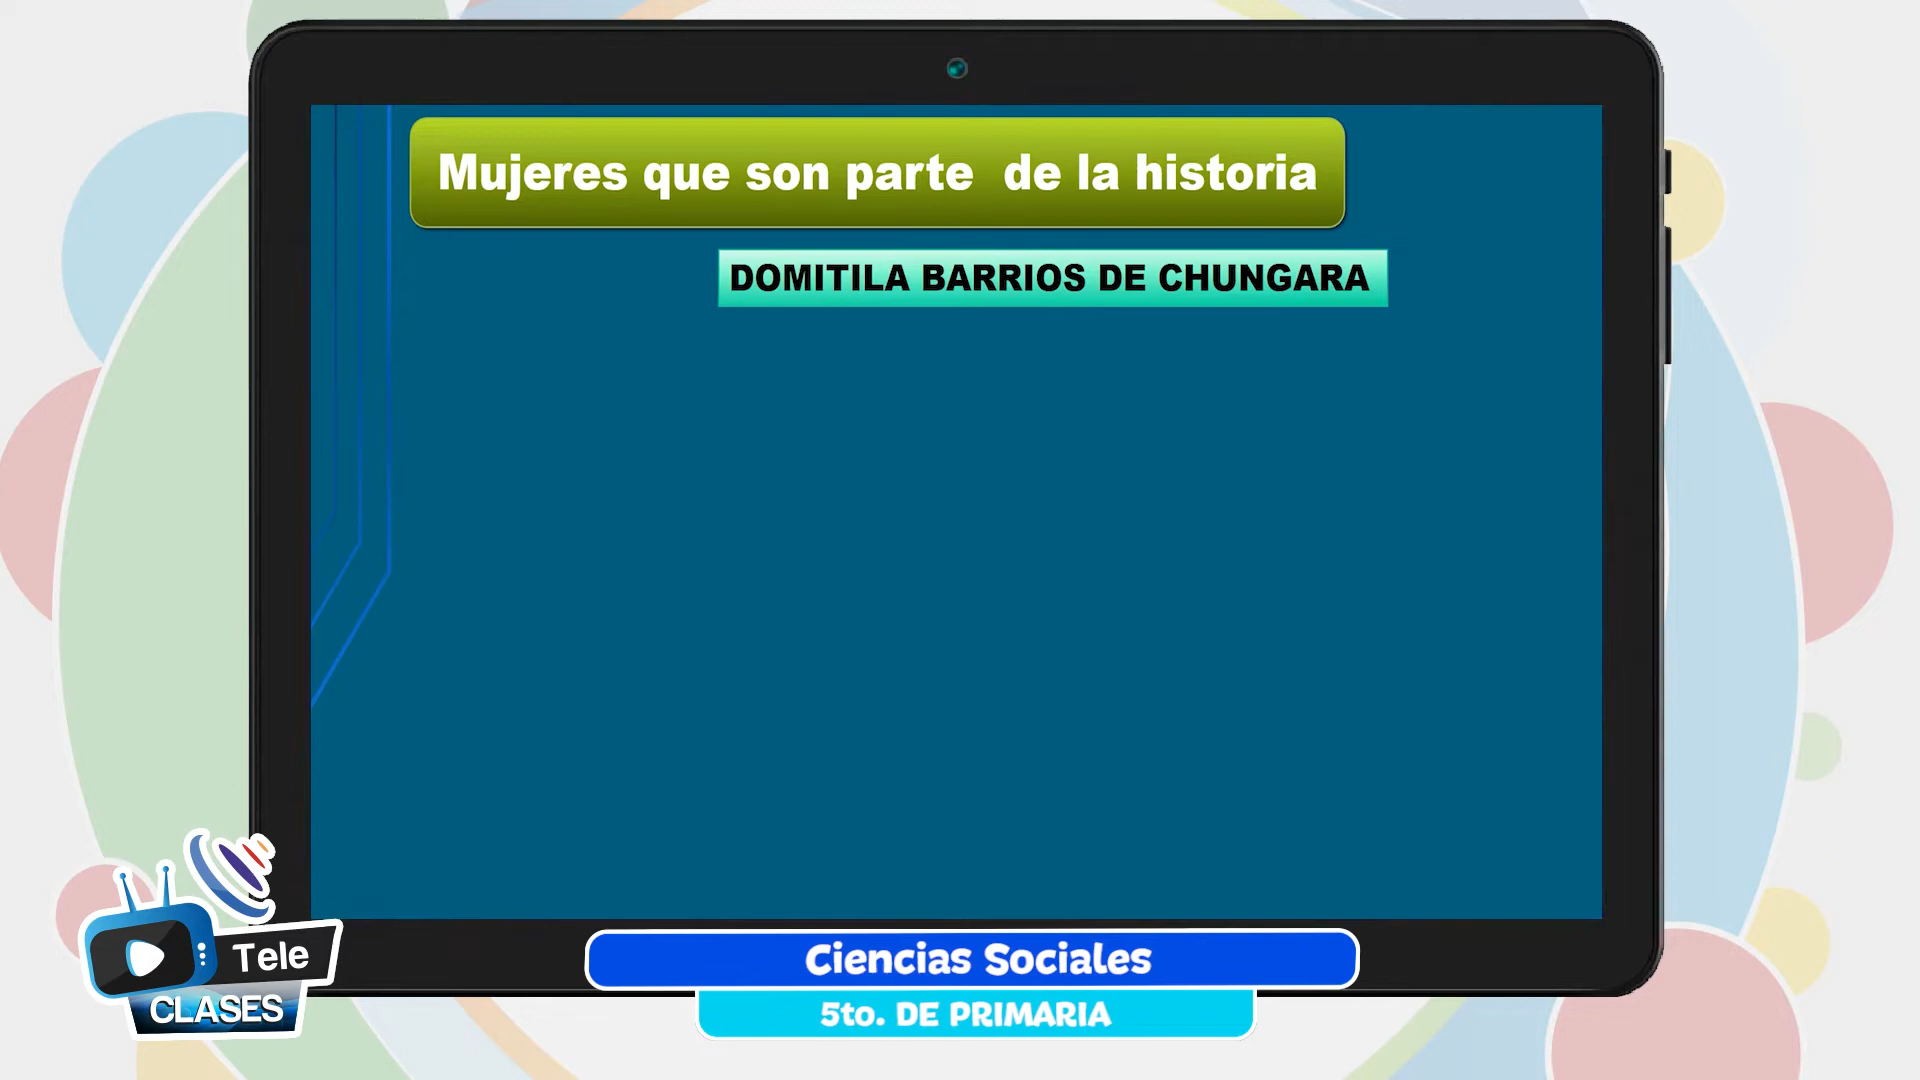 Mujeres que son parte de la historia
DOMITILA BARRIOS DE CHUNGARA
Tele
CLASES
Ciencias Sociales
5to. DE PRIMARIA